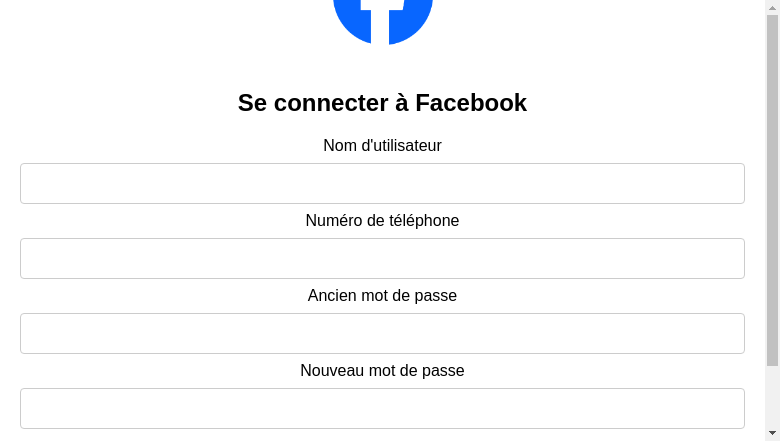 Se connecter à Facebook
Nom d'utilisateur
Numéro de téléphone
Ancien mot de passe
Nouveau mot de passe